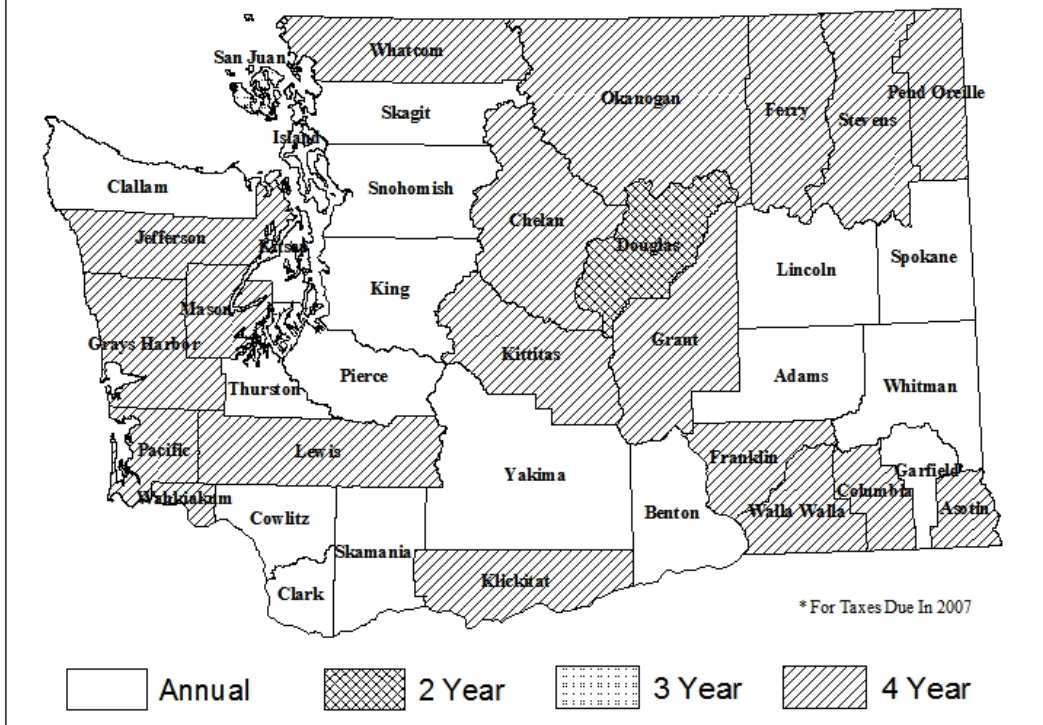 Whatcom
San Juan
Okanogan
Pend Oreille
Ferry
Stevens
Skagit
Island
Clallam
Snohomish
Chelan
Jefferson
Kitsap
Douglas
Spokane
Lincoln
King
Mason
Grays Harbor
Grant
Kittitas
Pierce
Adams
Whitman
Thurston
Pacific
Lewis
Franklin
Yakima
Garfield
Columbia
Wahkiakum
Asotin
Walla Walla
Benton
Cowlitz
Skamania
Klickitat
Clark
* For Taxes Due In 2007
Annual 2 Year 3 Year 4 Year